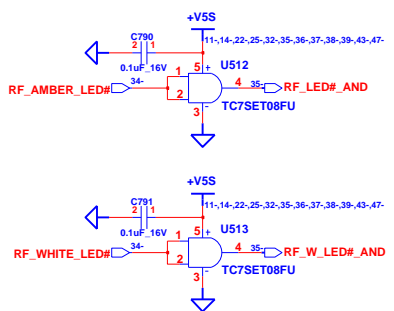 +V5S
C790
11-,14-,22-,25-,32-,35-,36-,37-,38-,39-,43-,47-
2 1
0.1uF_16V
5 +
U512
RF_AMBER_LED#
34-
1
2
4
35-
RF_LED#_AND
3
-
TC7SET08FU
+V5S
C791
11-,14-,22-,25-,32-,35-,36-,37-,38-,39-,43-,47-
2 1
0.1uF_16V
5 +
U513
RF_WHITE_LED#
34-
1
2
4
35-
RF_W_LED#_AND
3
-
TC7SET08FU